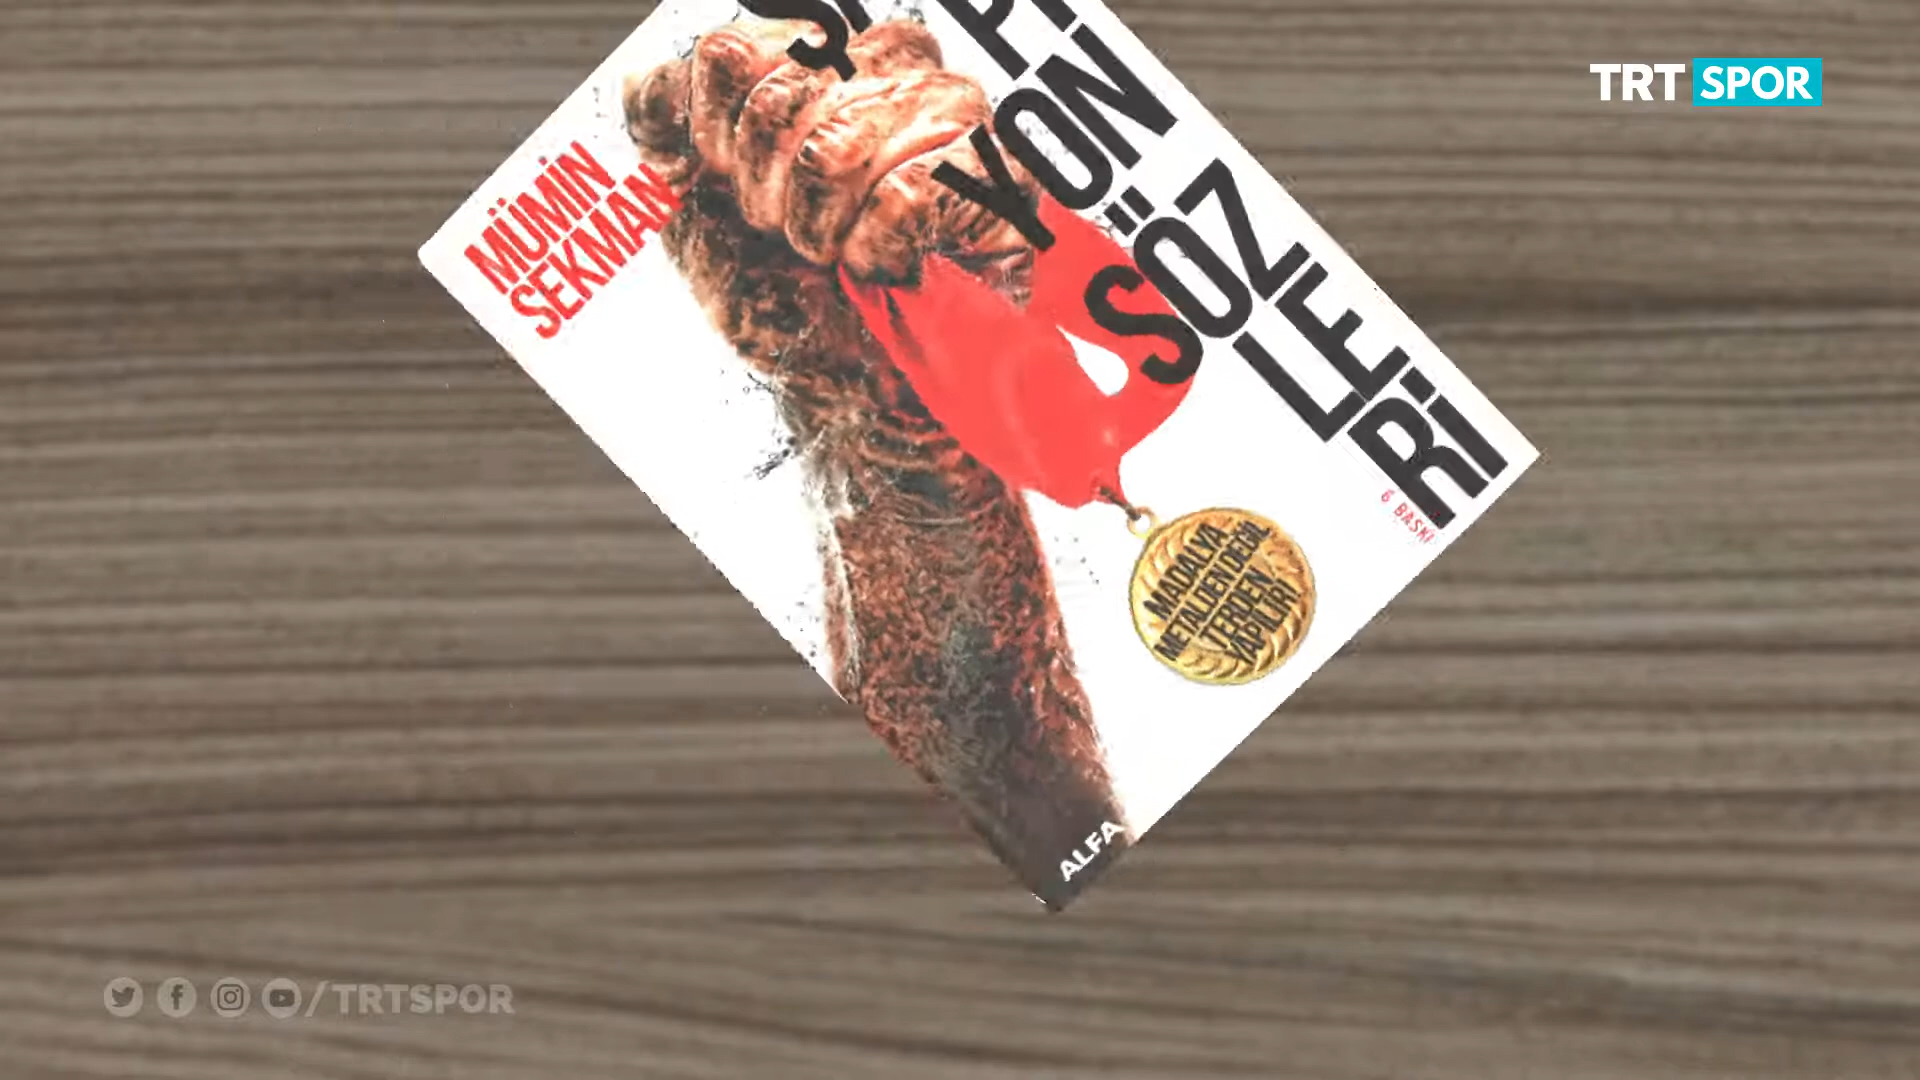 TRT SPOR
YON
SÖZ
LE
Rİ
MÜMİN
SEKMAN
6. BASKI
MADALYA
METALDEN DEĞİL
TERDEN
YAPILIR!
ALFA
/TRTSPOR